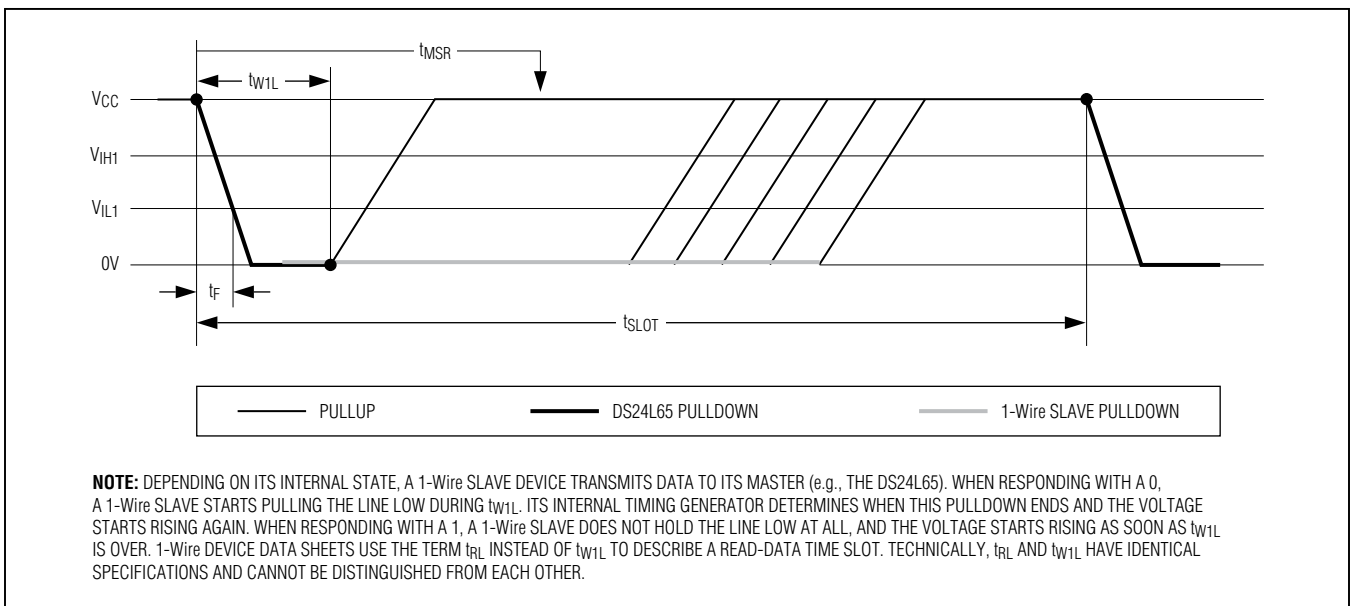 tMSR
tW1L
VCC
VIH1
VIL1
0V
tF
tSLOT
PULLUP DS24L65 PULLDOWN 1-Wire SLAVE PULLDOWN
NOTE: DEPENDING ON ITS INTERNAL STATE, A 1-Wire SLAVE DEVICE TRANSMITS DATA TO ITS MASTER (e.g., THE DS24L65). WHEN RESPONDING WITH A 0,
A 1-Wire SLAVE STARTS PULLING THE LINE LOW DURING tW1L. ITS INTERNAL TIMING GENERATOR DETERMINES WHEN THIS PULLDOWN ENDS AND THE VOLTAGE
STARTS RISING AGAIN. WHEN RESPONDING WITH A 1, A 1-Wire SLAVE DOES NOT HOLD THE LINE LOW AT ALL, AND THE VOLTAGE STARTS RISING AS SOON AS tW1L
IS OVER. 1-Wire DEVICE DATA SHEETS USE THE TERM tRL INSTEAD OF tW1L TO DESCRIBE A READ-DATA TIME SLOT. TECHNICALLY, tRL AND tW1L HAVE IDENTICAL
SPECIFICATIONS AND CANNOT BE DISTINGUISHED FROM EACH OTHER.